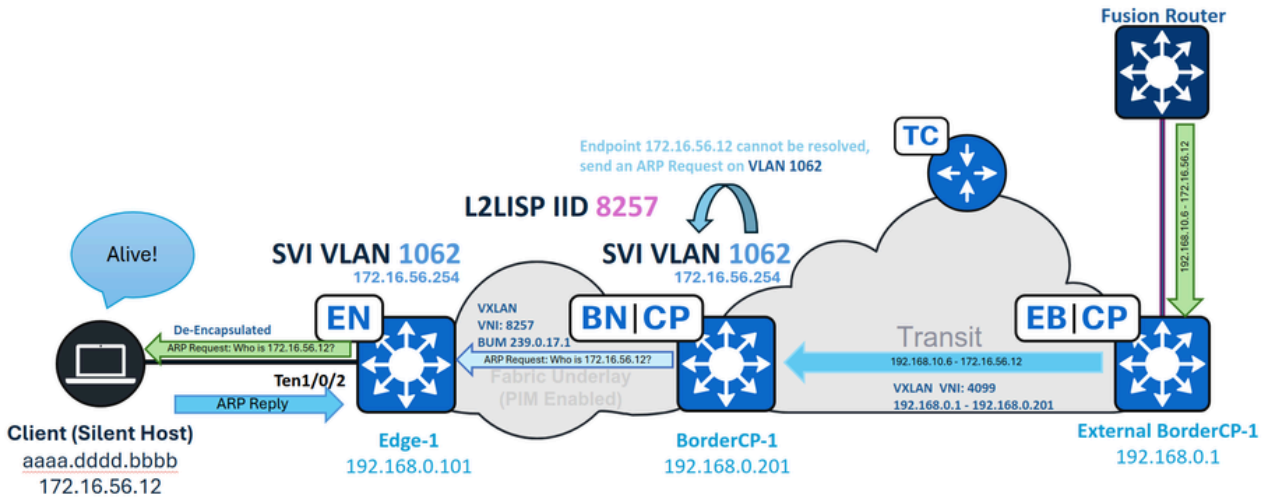 Fusion Router
192.168.10.6 - 172.16.56.12
TC
Endpoint 172.16.56.12 cannot be resolved,
send an ARP Request on VLAN 1062
L2LISP IID 8257
Alive!
SVI VLAN 1062
172.16.56.254
SVI VLAN 1062
172.16.56.254
EN
VXLAN
VNI: 8257
BUM 239.0.17.1
BN|CP
EB|CP
De-Encapsulated
ARP Request: Who is 172.16.56.12?
ARP Request: Who is 172.16.56.12?
Transit
192.168.10.6 - 172.16.56.12
Ten1/0/2
Fabric Underlay
(PIM Enabled)
VXLAN VNI: 4099
192.168.0.1 - 192.168.0.201
ARP Reply
Client (Silent Host)
aaaa.dddd.bbbb
172.16.56.12
Edge-1
192.168.0.101
BorderCP-1
192.168.0.201
External BorderCP-1
192.168.0.1